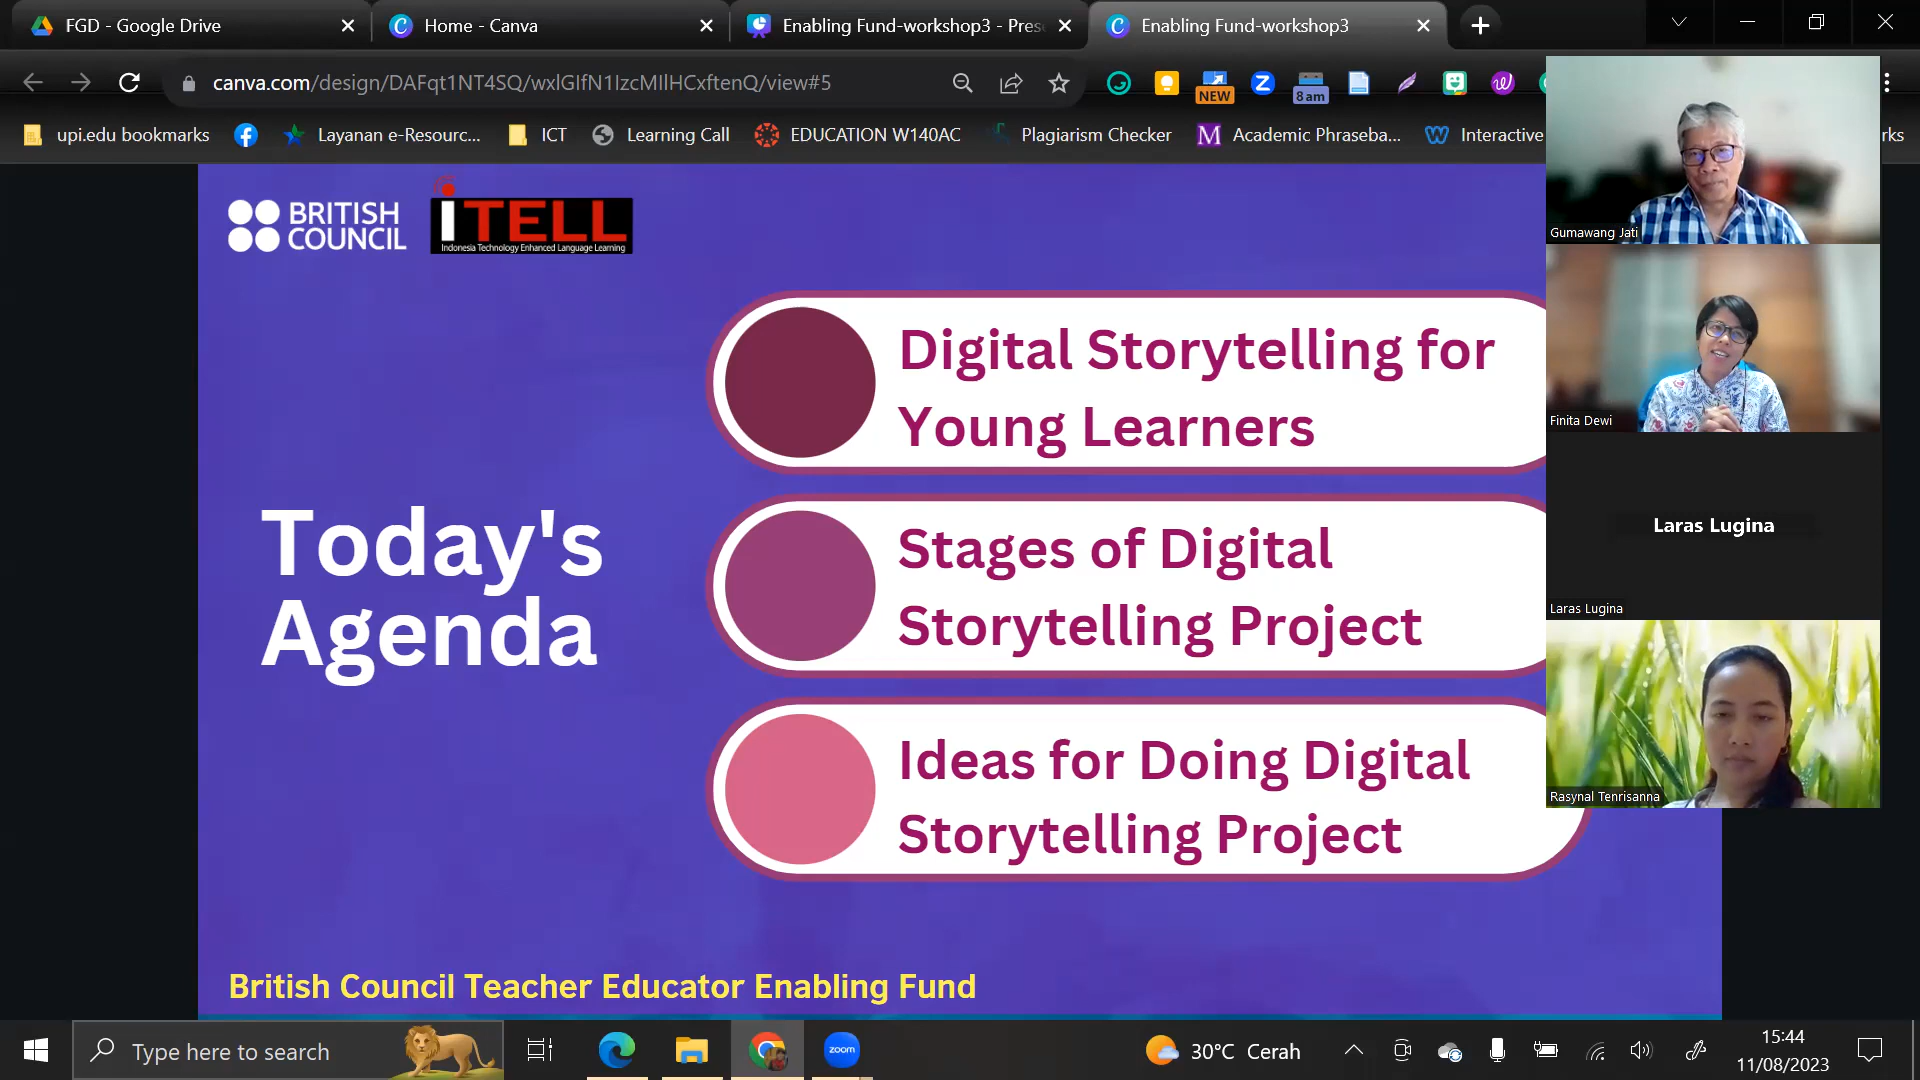 FGD - Google Drive
Home - Canva
Enabling Fund-workshop3 - Pres
Enabling Fund-workshop3
canva.com/design/DAFqt1NT4SQ/wxlGIfN1IzcMIlHCxftenQ/view#5
NEW
8am
upi.edu bookmarks
Layanan e-Resourc...
ICT
Learning Call
EDUCATION W140AC
Plagiarism Checker
Academic Phraseba...
Interactive
rks
BRITISH
COUNCIL
iTELL
Indonesia Technology Enhanced Language Learning
Today's
Agenda
Digital Storytelling for
Young Learners
Stages of Digital
Storytelling Project
Ideas for Doing Digital
Storytelling Project
British Council Teacher Educator Enabling Fund
Gumawang Jati
Finita Dewi
Laras Lugina
Laras Lugina
Rasynal Tenrisanna
Type here to search
zoom
30°C Cerah
15:44
11/08/2023